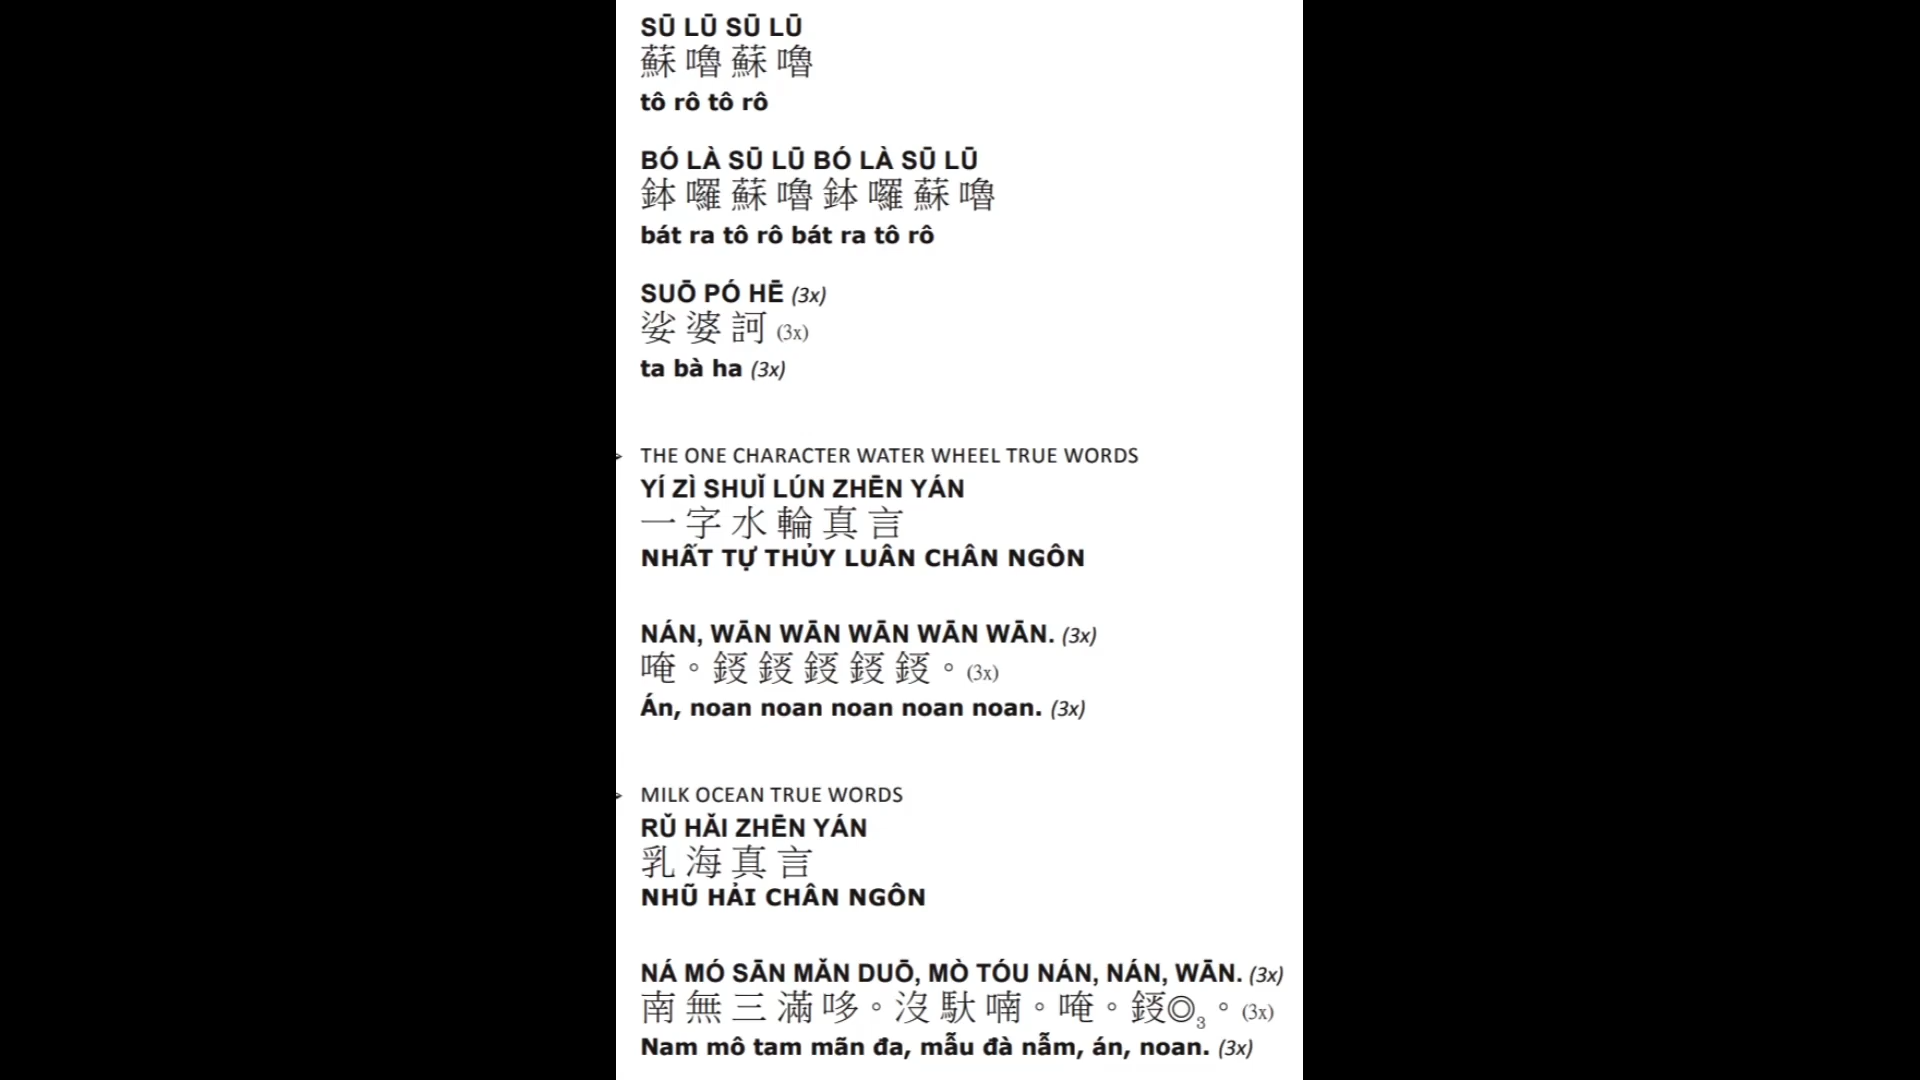 SŪ LŪ SŪ LŪ
蘇 嚕 蘇 嚕
tô rô tô rô
BÓ LÀ SŪ LŪ BÓ LÀ SŪ LŪ
鉢 囉 蘇 嚕 鉢 囉 蘇 嚕
bát ra tô rô bát ra tô rô
SUŌ PÓ HĒ (3x)
娑 婆 訶 (3x)
ta bà ha (3x)
THE ONE CHARACTER WATER WHEEL TRUE WORDS
YÍ ZÌ SHUǏ LÚN ZHĒN YÁN
一 字 水 輪 真 言
NHẤT TỰ THỦY LUÂN CHÂN NGÔN
NÁN, WĀN WĀN WĀN WĀN WĀN. (3x)
唵。鋄 鋄 鋄 鋄 鋄。(3x)
Án, noan noan noan noan noan. (3x)
MILK OCEAN TRUE WORDS
RǓ HǍI ZHĒN YÁN
乳 海 真 言
NHŨ HẢI CHÂN NGÔN
NÁ MÓ SĀN MǍN DUŌ, MÒ TÓU NÁN, NÁN, WĀN. (3x)
南 無 三 滿 哆。沒 馱 喃。唵。鋄◎3。(3x)
Nam mô tam mãn đa, mẫu đà nẫm, án, noan. (3x)